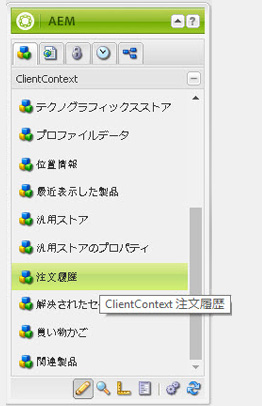 AEM
?
ClientContext
テクノグラフィックスストア
プロファイルデータ
位置情報
最近表示した製品
汎用ストア
汎用ストアのプロパティ
注文履歴
解決されたセ
ClientContext 注文履歴
買い物かご
関連製品